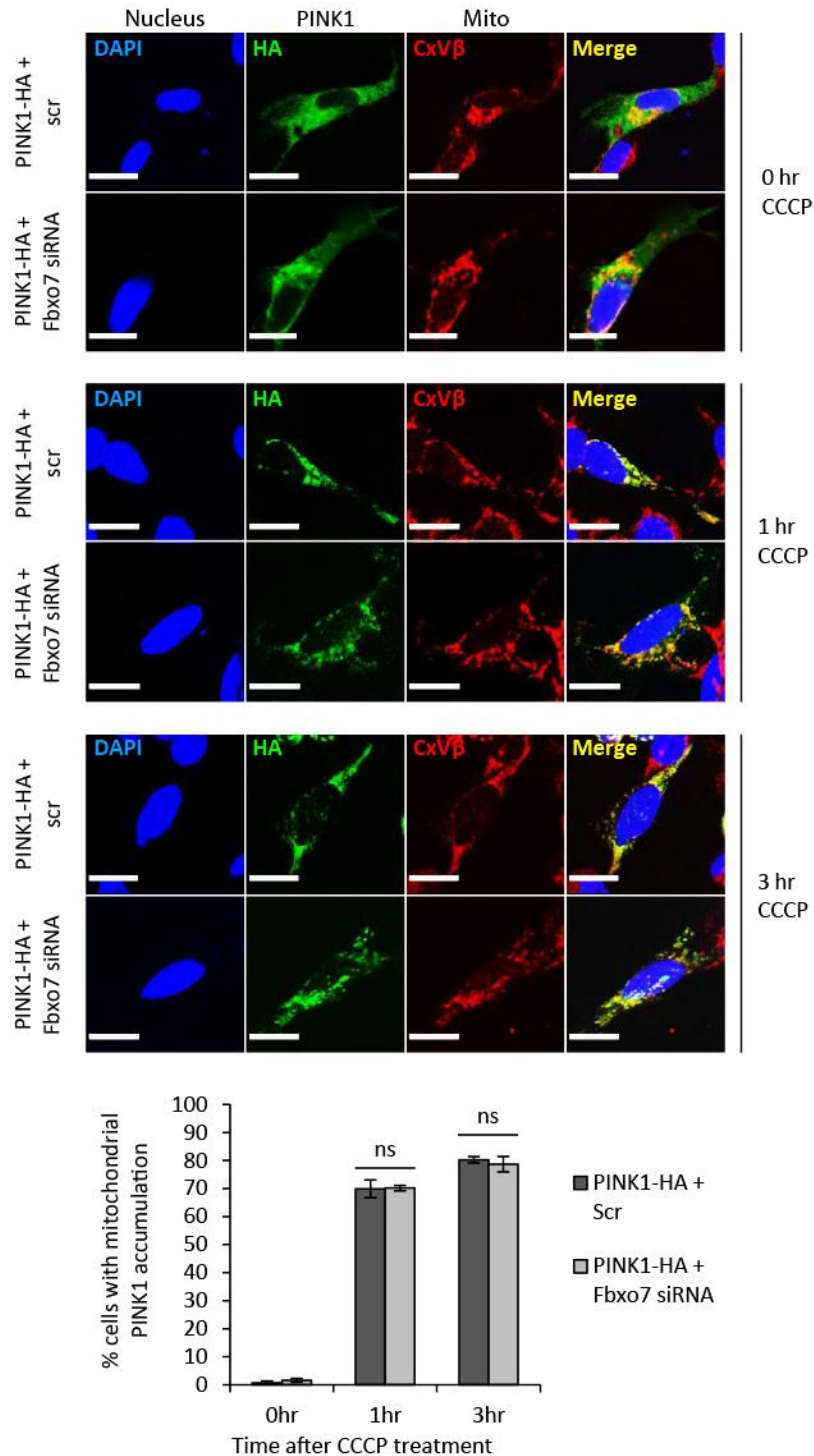 Nucleus PINK1 Mito
PINK1-HA +
scr
DAPI HA CxVβ Merge
PINK1-HA +
Fbxo7 siRNA
0 hr
CCCP
PINK1-HA +
scr
DAPI HA CxVβ Merge
PINK1-HA +
Fbxo7 siRNA
1 hr
CCCP
PINK1-HA +
scr
DAPI HA CxVβ Merge
PINK1-HA +
Fbxo7 siRNA
3 hr
CCCP
% cells with mitochondrial
PINK1 accumulation
100
90
80
70
60
50
40
30
20
10
0
ns
ns
0hr 1hr 3hr
Time after CCCP treatment
PINK1-HA +
Scr
PINK1-HA +
Fbxo7 siRNA